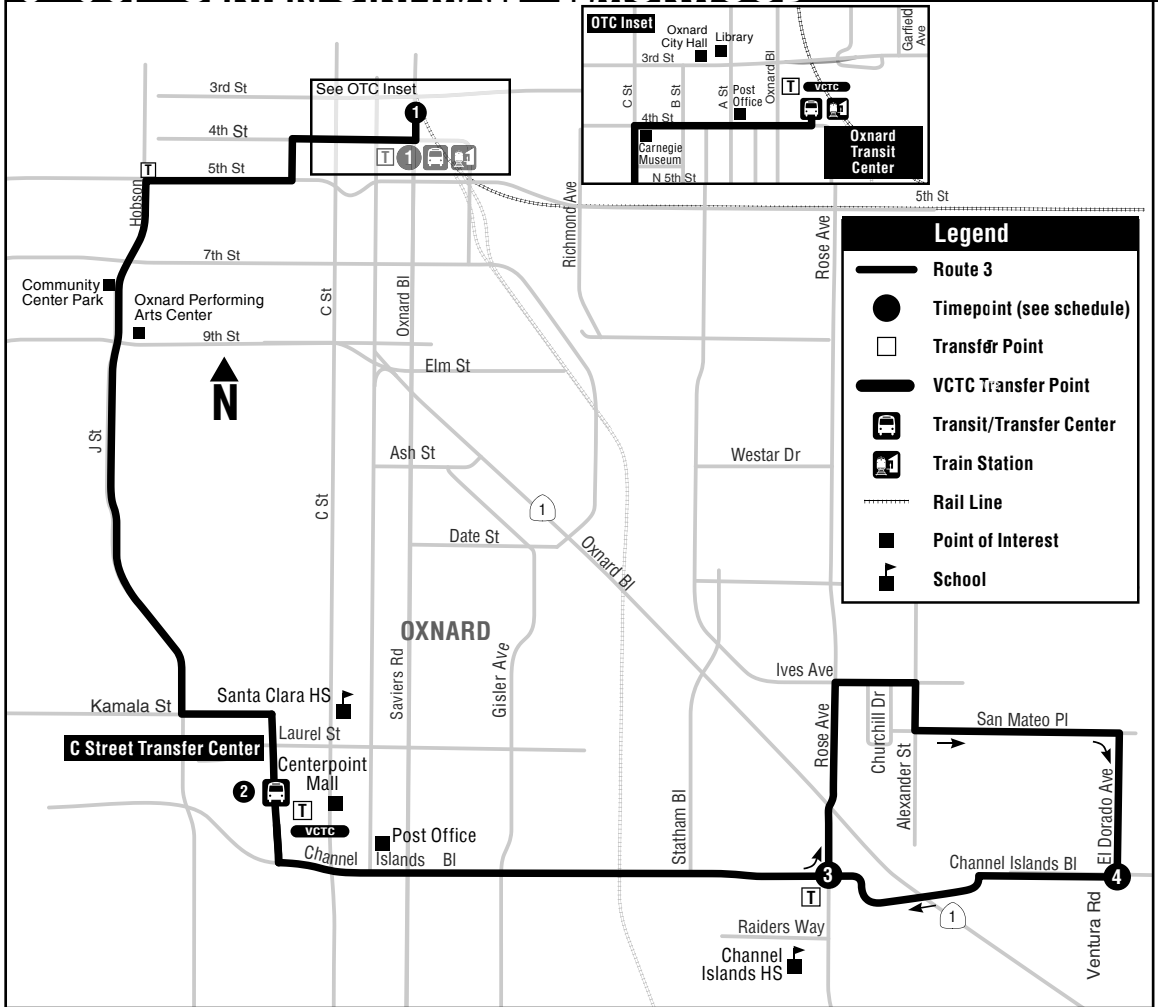 OTC Inset
Oxnard
City Hall
Library
3rd St
C St
B St
A St
Post
Office
Oxnard Bl
Garfield
Ave
T
VCTC
4th St
Carnegie
Museum
N 5th St
Oxnard
Transit
Center
3rd St
See OTC Inset
1
4th St
T
1
T
5th St
5th St
Hobson
Richmond Ave
Rose Ave
7th St
Community
Center Park
Oxnard Performing
Arts Center
C St
Oxnard Bl
9th St
Elm St
N
J St
Ash St
Westar Dr
C St
1
Date St
Oxnard Bl
OXNARD
Saviers Rd
Gisler Ave
Legend
Route 3
Timepoint (see schedule)
Transfer Point
VCTC Transfer Point
Transit/Transfer Center
Train Station
Rail Line
Point of Interest
School
Ives Ave
Kamala St
Santa Clara HS
Laurel St
C Street Transfer Center
Centerpoint
Mall
2
T
VCTC
Post Office
Channel Islands Bl
Statham Bl
Rose Ave
Churchill Dr
Alexander St
San Mateo Pl
El Dorado Ave
Channel Islands Bl
3
4
T
1
Ventura Rd
Raiders Way
Channel
Islands HS